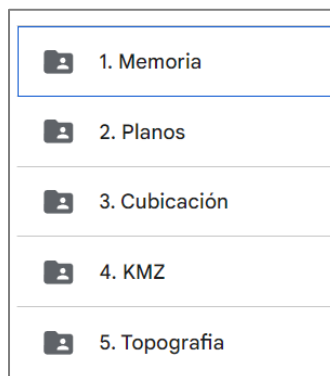 1. Memoria
2. Planos
3. Cubicación
4. KMZ
5. Topografia